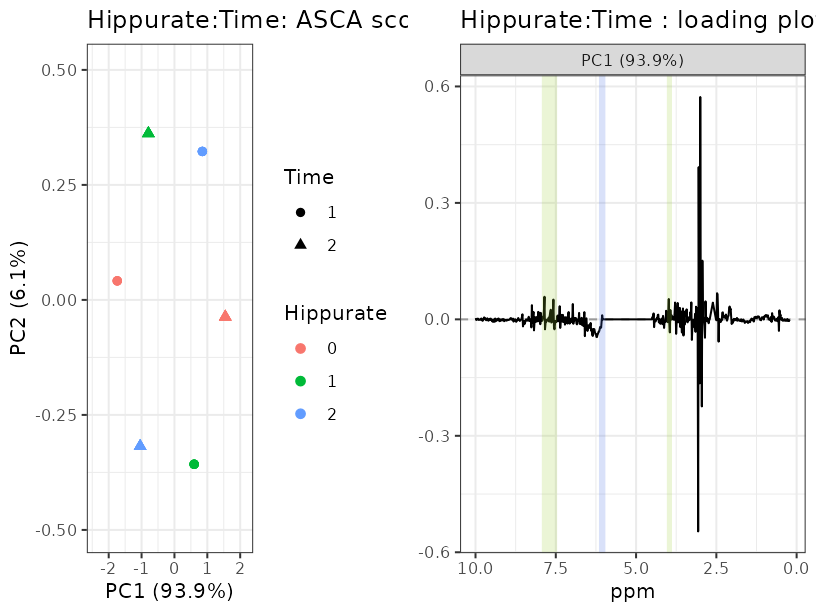 Hippurate:Time: ASCA sco
0.50
0.25
0.00
-0.25
-0.50
PC2 (6.1%)
-2 -1 0 1 2
PC1 (93.9%)
Time
1
2
Hippurate
0
1
2
Hippurate:Time : loading plo
PC1 (93.9%)
0.6
0.3
0.0
-0.3
-0.6
10.0 7.5 5.0 2.5 0.0
ppm